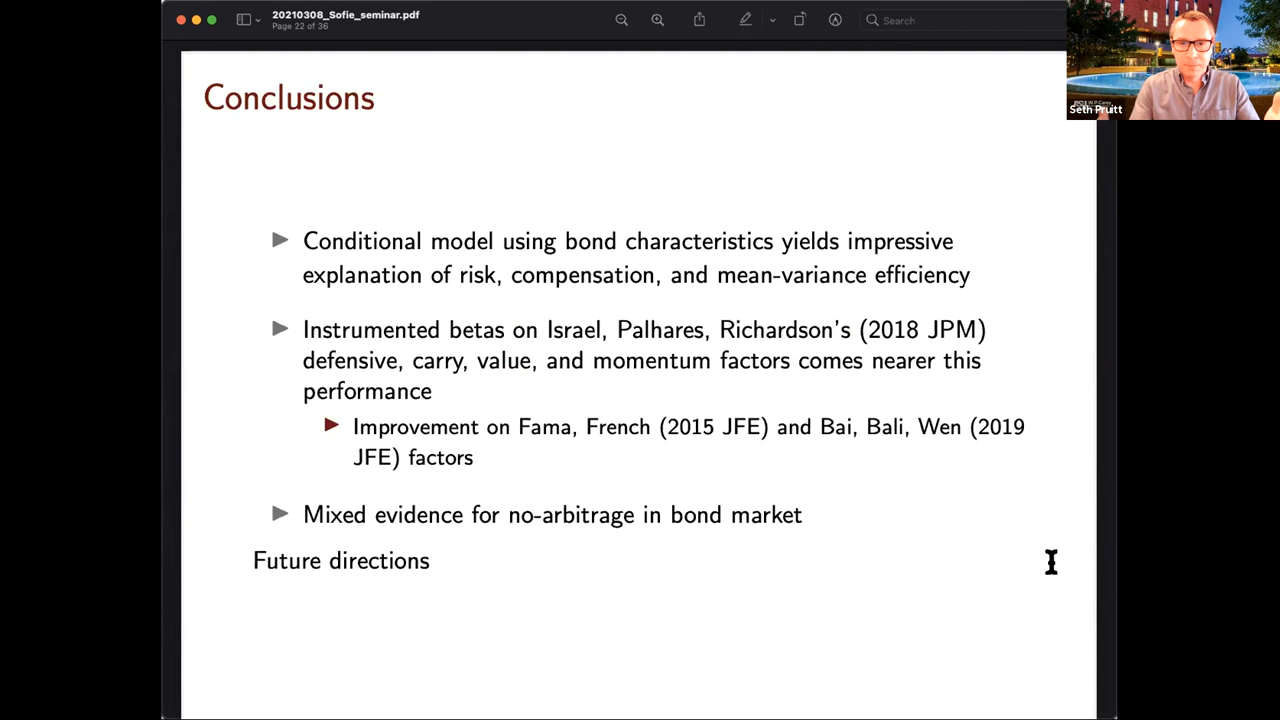 20210308_Sofie_seminar.pdf
Page 22 of 36
Search
Seth Pruitt
Conclusions
Conditional model using bond characteristics yields impressive
explanation of risk, compensation, and mean-variance efficiency
Instrumented betas on Israel, Palhares, Richardson's (2018 JPM)
defensive, carry, value, and momentum factors comes nearer this
performance
Improvement on Fama, French (2015 JFE) and Bai, Bali, Wen (2019
JFE) factors
Mixed evidence for no-arbitrage in bond market
Future directions